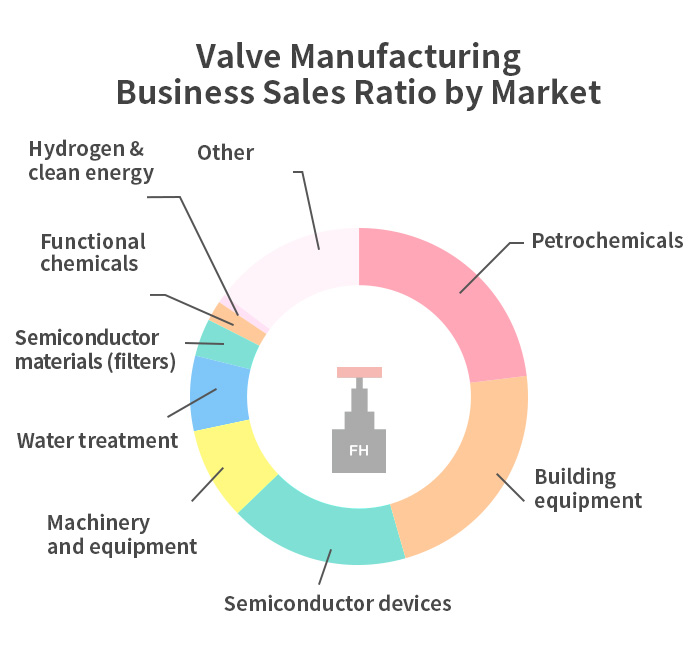 Valve Manufacturing
Business Sales Ratio by Market
Hydrogen &
clean energy
Other
Functional
chemicals
Petrochemicals
Semiconductor
materials (filters)
Water treatment
FH
Building
equipment
Machinery
and equipment
Semiconductor devices